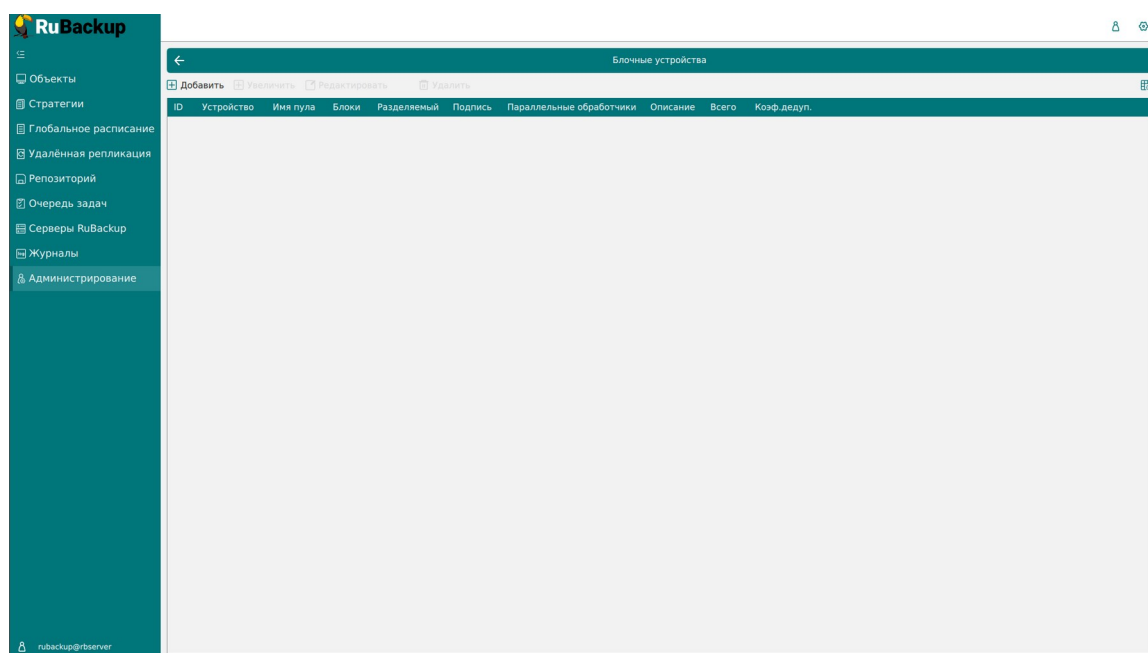 RuBackup
Блочные устройства
Добавить Увеличить Редактировать Удалить
ID Устройство Имя пула Блоки Разделяемый Подпись Параллельные обработчики Описание Всего Коэф.дедуп.
Объекты
Стратегии
Глобальное расписание
Удалённая репликация
Репозиторий
Очередь задач
Серверы RuBackup
Журналы
Администрирование
rubackup@rbserver